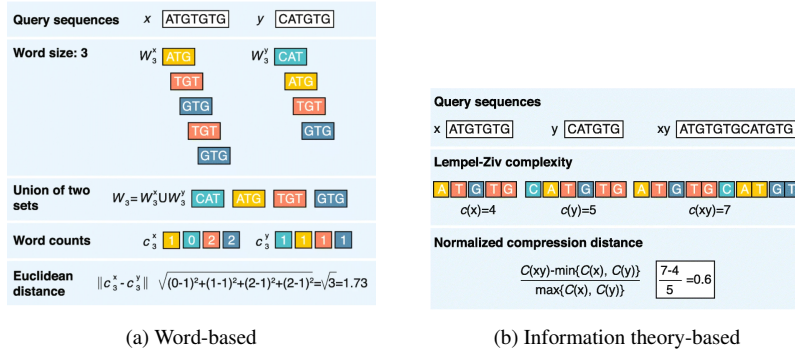 Query sequences x ATGTGTG y CATGTG
Word size: 3 W₃ˣ ATG W₃ʸ CAT
TGT ATG
GTG TGT
TGT GTG
GTG
Union of two sets W₃=W₃ˣUW₃ʸ CAT ATG TGT GTG
Word counts c₃ˣ 1 0 2 2 c₃ʸ 1 1 1 1
Euclidean distance ||c₃ˣ-c₃ʸ|| √(0-1)²+(1-1)²+(2-1)²+(2-1)²=√3=1.73
(a) Word-based
Query sequences
x ATGTGTG y CATGTG xy ATGTGTGCATGTG
Lempel-Ziv complexity
A T G T G C A T G T G A T G T G C A T G T
c(x)=4 c(y)=5 c(xy)=7
Normalized compression distance
C(xy)-min{C(x), C(y)}
max{C(x), C(y)}
7-4
5
=0.6
(b) Information theory-based